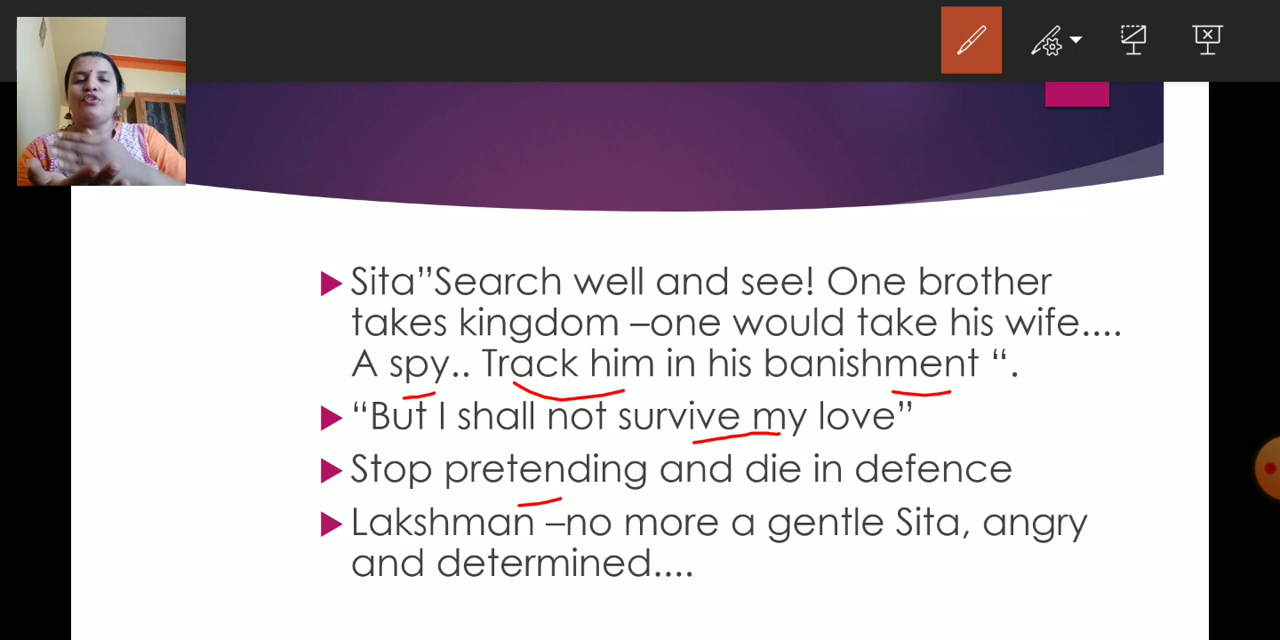 Sita”Search well and see! One brother
takes kingdom –one would take his wife....
A spy.. Track him in his banishment “.
“But I shall not survive my love”
Stop pretending and die in defence
Lakshman –no more a gentle Sita, angry
and determined....